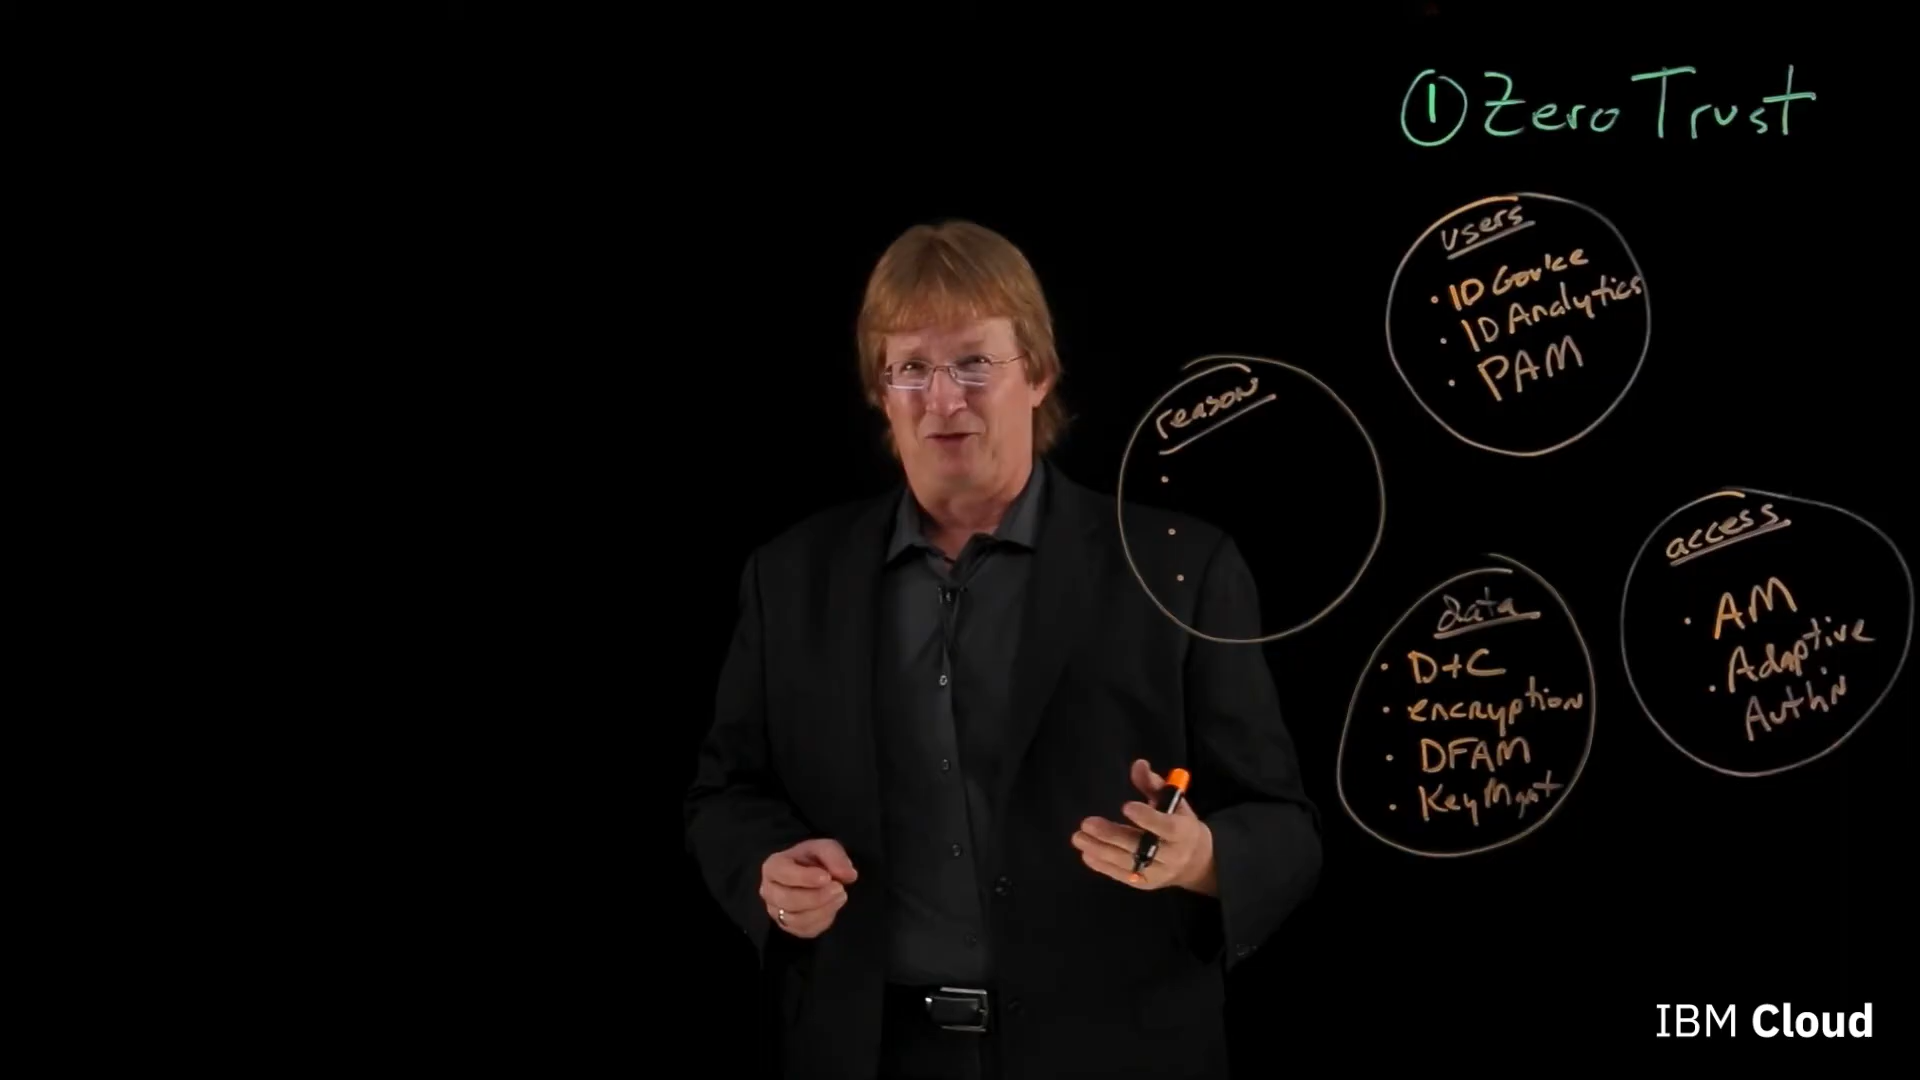 ① Zero Trust
users
• ID Gov'ce
• ID Analytics
• PAM
reason
•
•
•
access
• AM
• Adaptive
Authn
data
• D+C
• encryption
• DFAM
• Key Mgmt
IBM Cloud